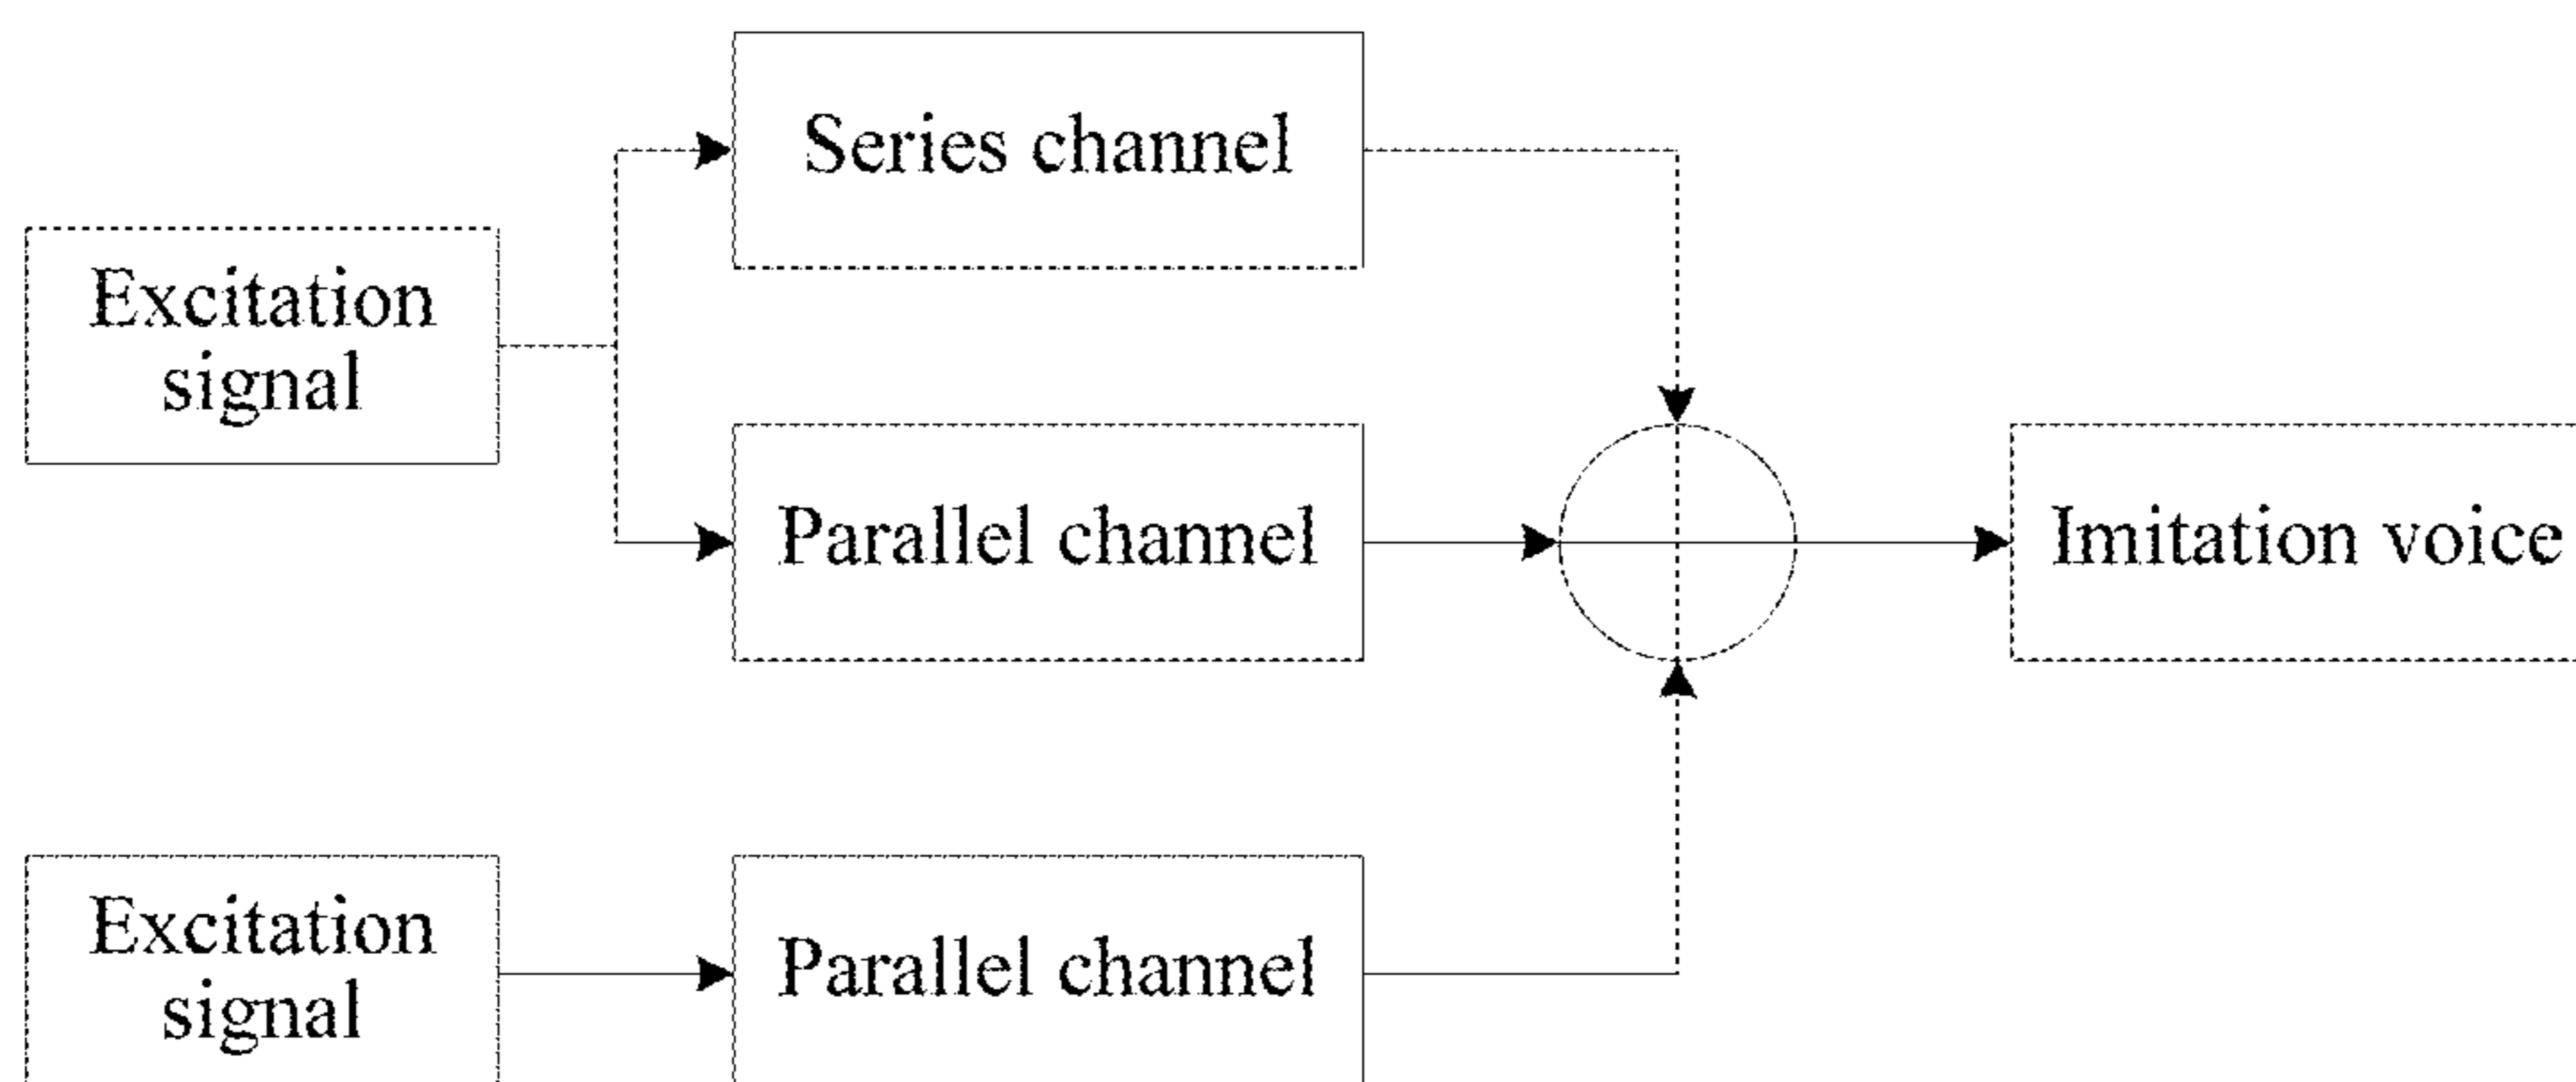 Series channel
Excitation
signal
Parallel channel
Imitation voice
Excitation
signal
Parallel channel